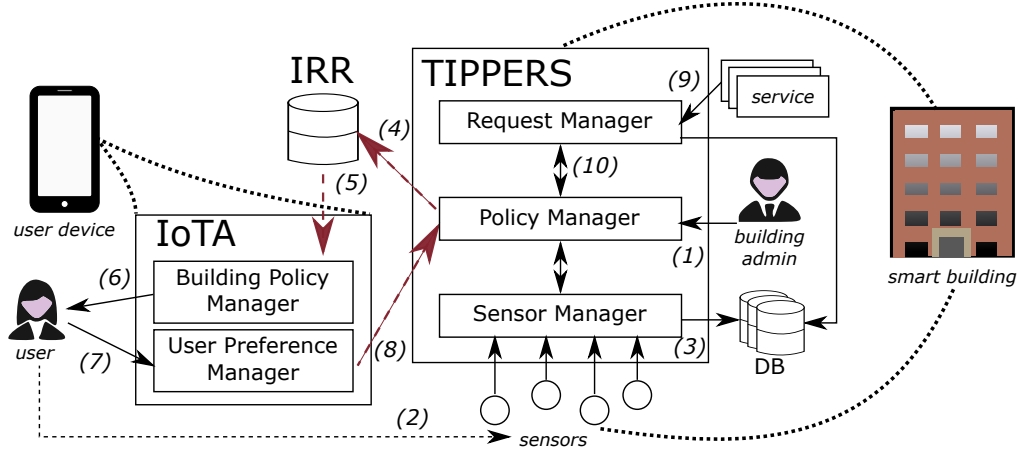 IRR
TIPPERS
(9)
service
Request Manager
(4)
(10)
(5)
Policy Manager
building
admin
(1)
user device
IoTA
(6)
Building Policy
Manager
smart building
Sensor Manager
user
(7)
User Preference
Manager
(8)
(3)
DB
(2)
sensors